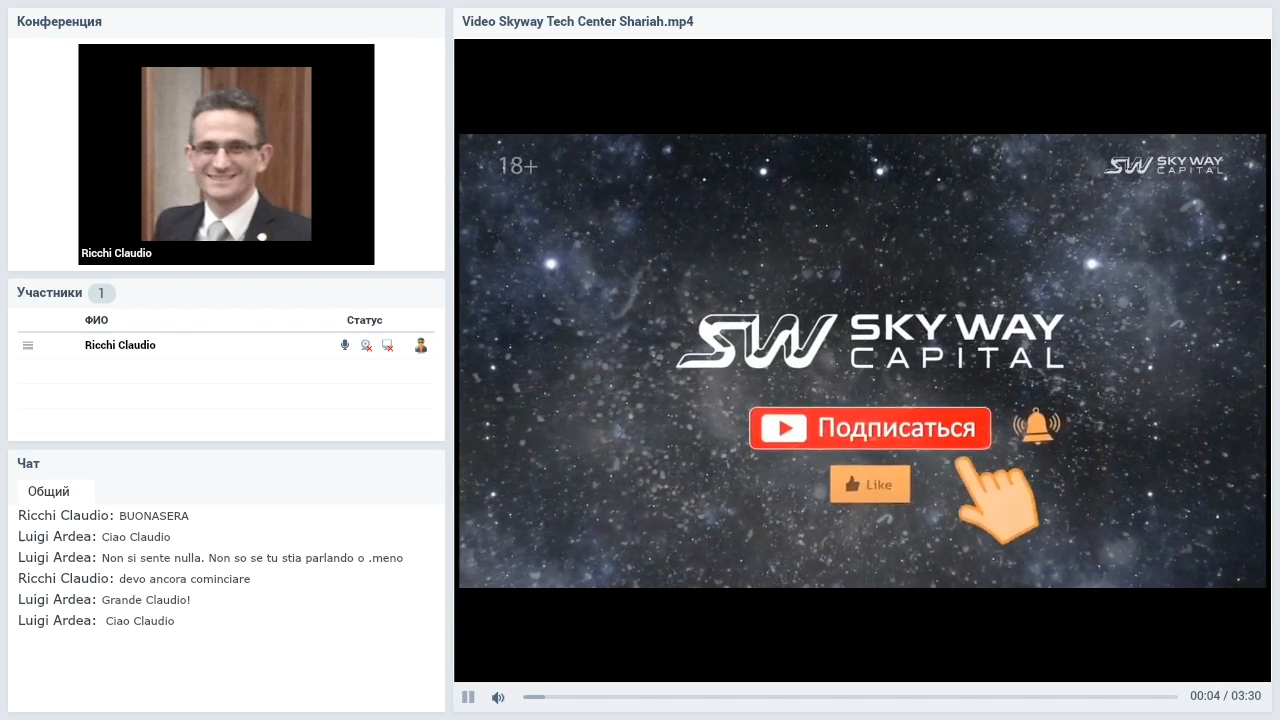 Конференция
Ricchi Claudio
Участники 1
ФИО Статус
Ricchi Claudio
Чат
Общий
Ricchi Claudio: BUONASERA
Luigi Ardea: Ciao Claudio
Luigi Ardea: Non si sente nulla. Non so se tu stia parlando o .meno
Ricchi Claudio: devo ancora cominciare
Luigi Ardea: Grande Claudio!
Luigi Ardea: Ciao Claudio
Video Skyway Tech Center Shariah.mp4
18+
SW SKY WAY
CAPITAL
SW SKY WAY
CAPITAL
Подписаться
Like
00:04 / 03:30